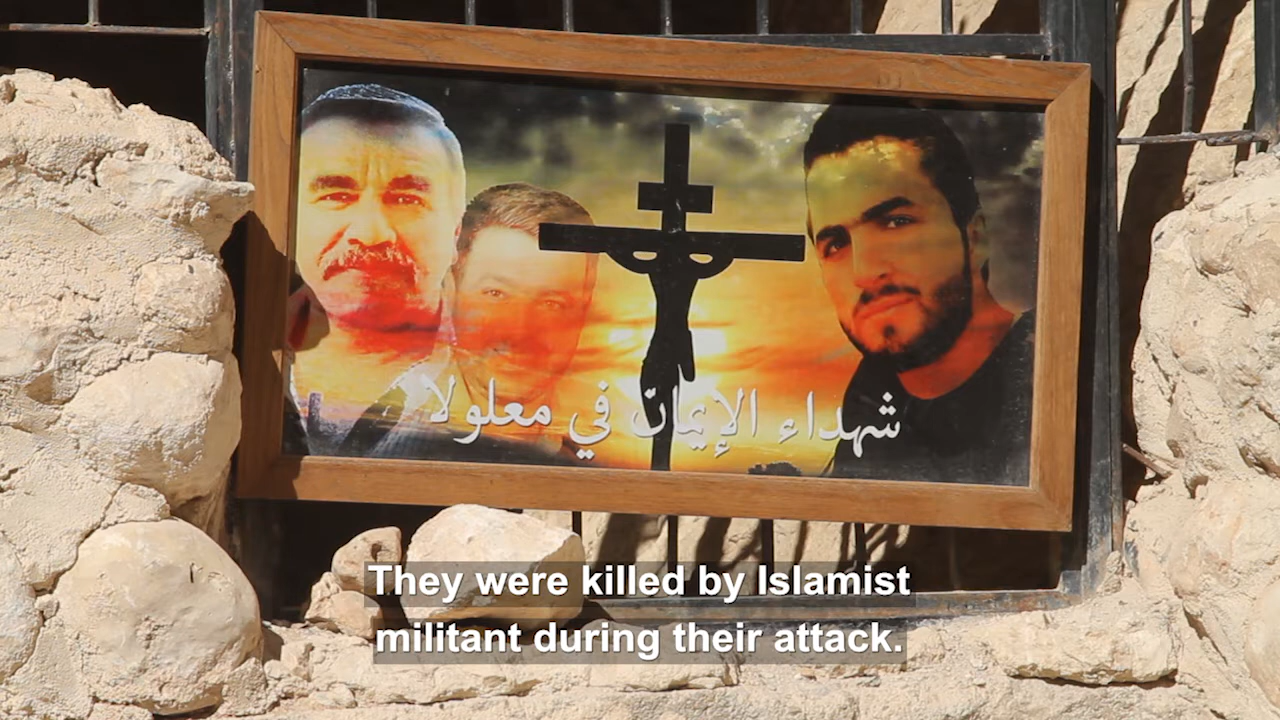 شهداء الإيمان في معلولا
They were killed by Islamist
militant during their attack.